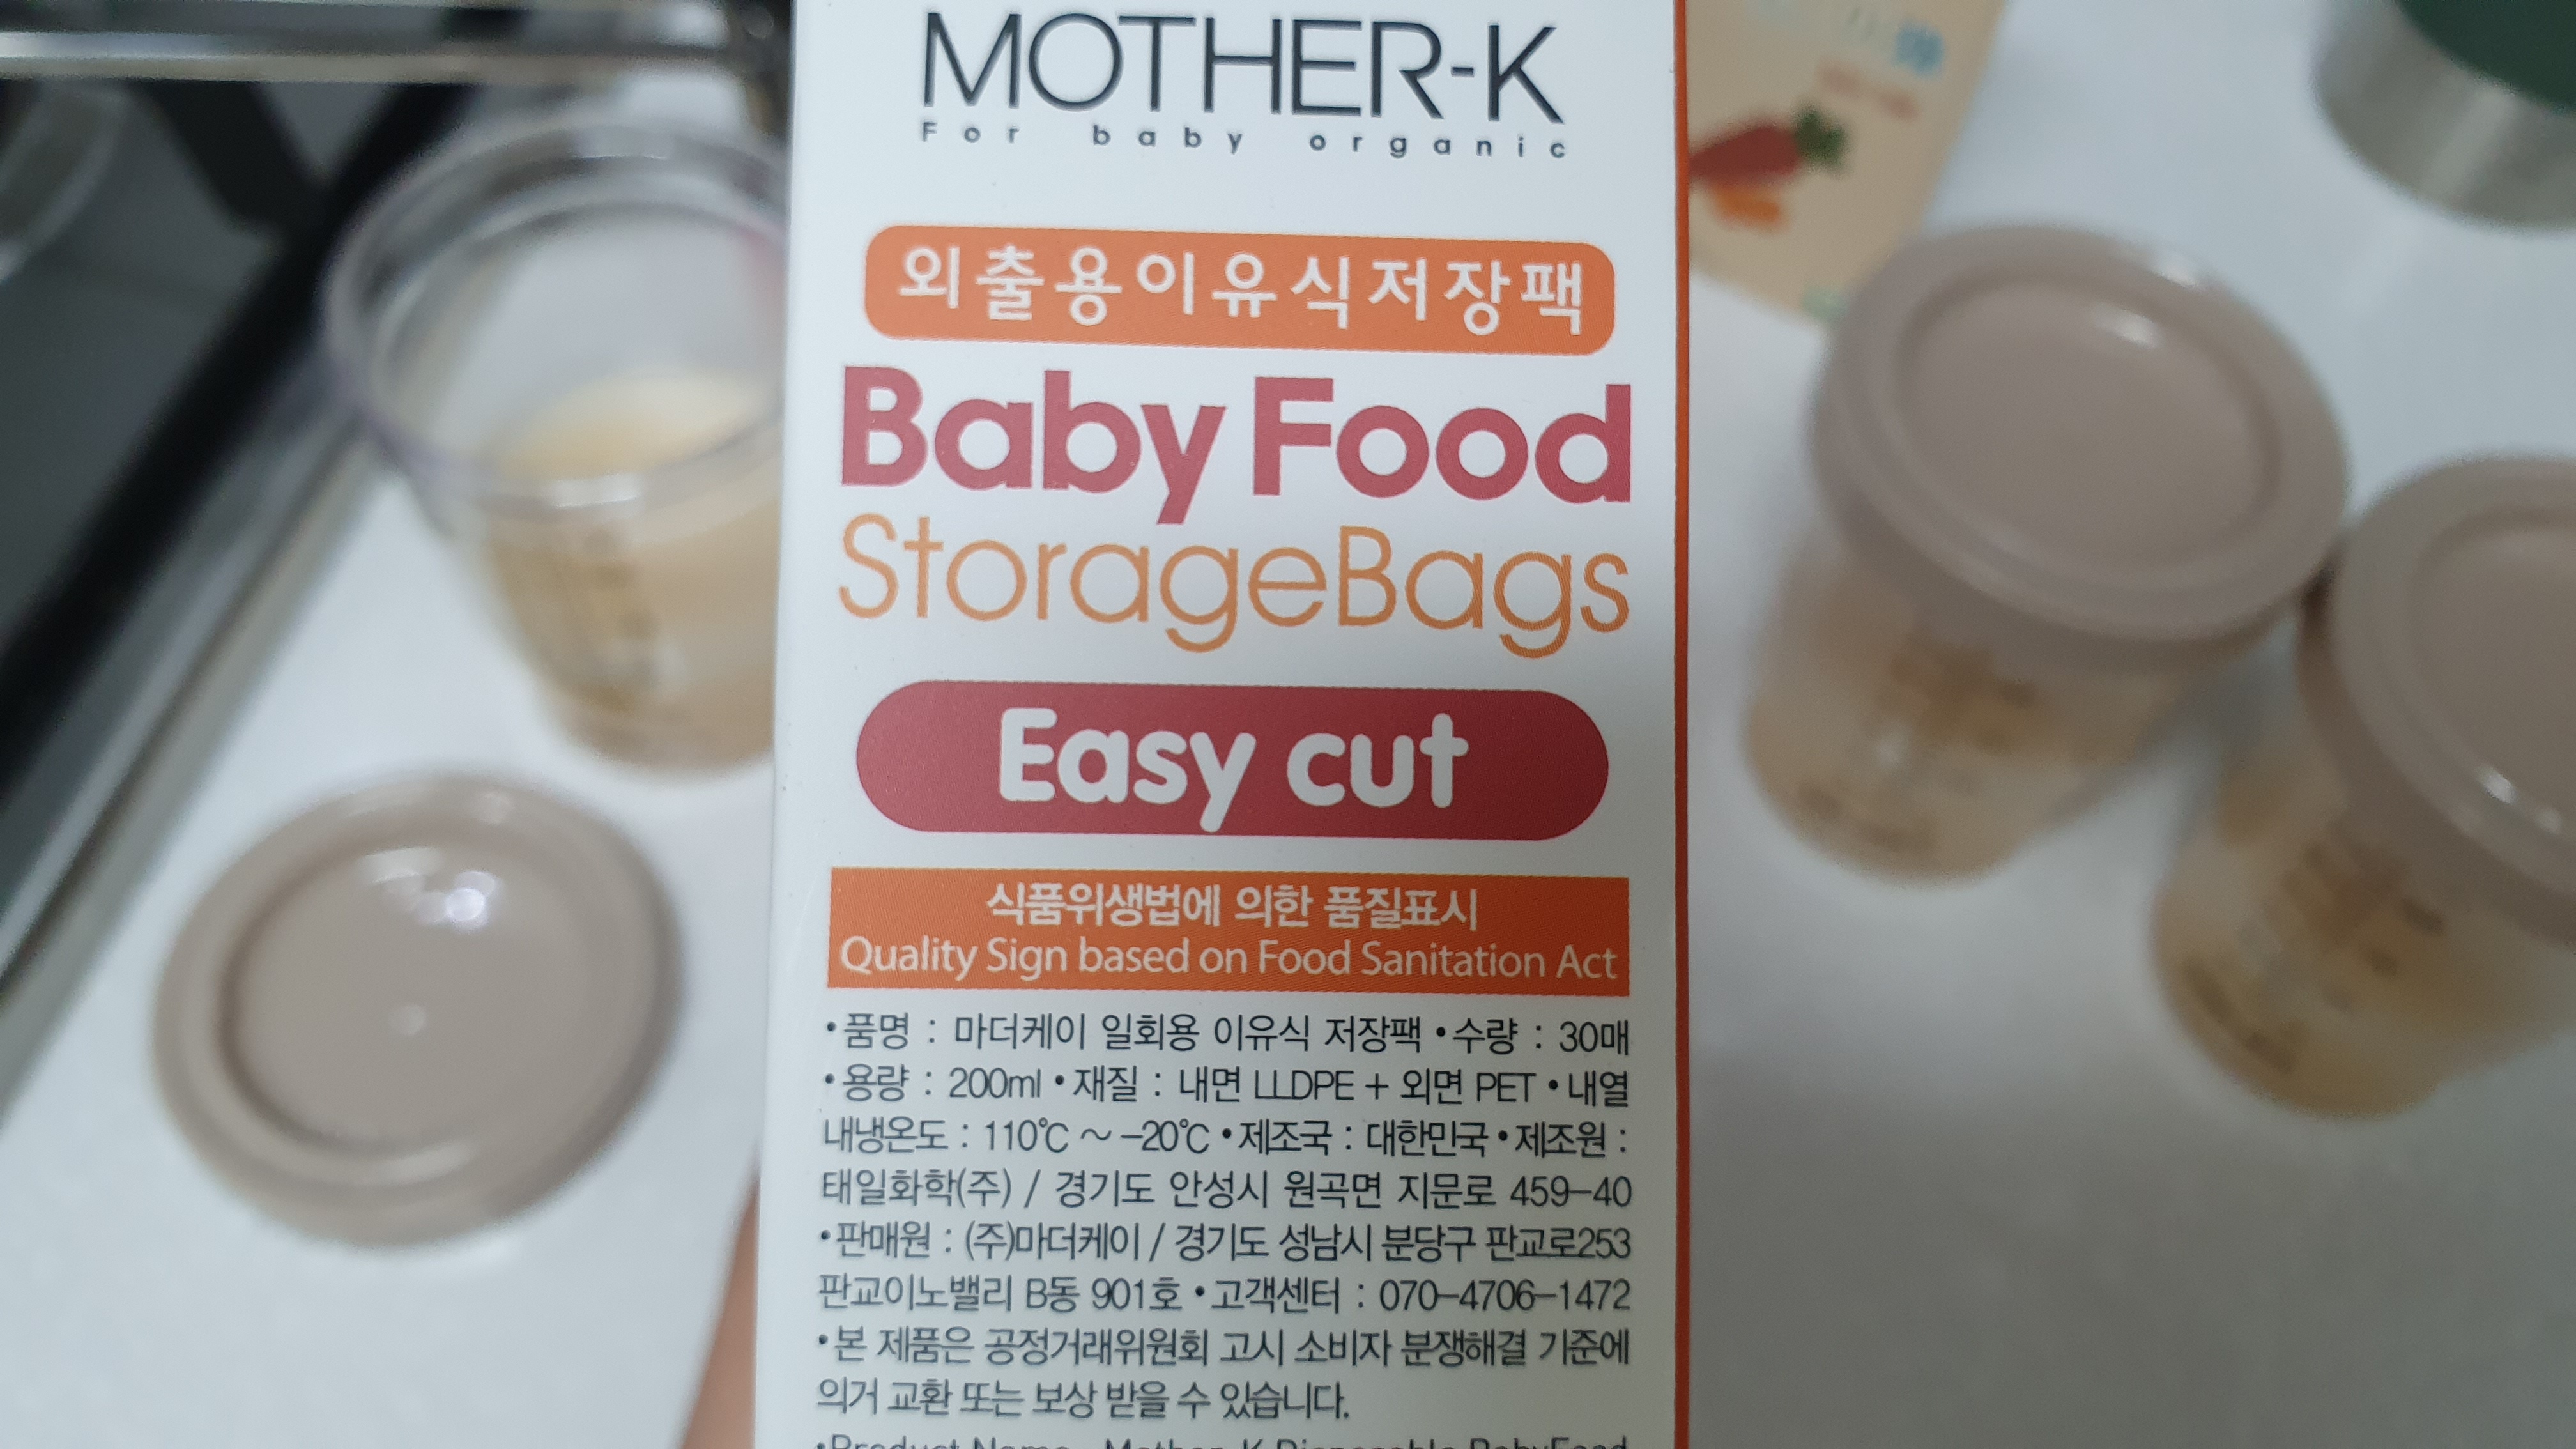 MOTHER-K
For baby organic
외출용이유식저장팩
Baby Food
StorageBags
Easy cut
식품위생법에 의한 품질표시
Quality Sign based on Food Sanitation Act
•품명 : 마더케이 일회용 이유식 저장팩 •수량 : 30매
•용량 : 200ml •재질 : 내면 LLDPE + 외면 PET •내열
내냉온도 : 110℃ ~ -20℃ •제조국 : 대한민국 •제조원 :
태일화학(주) / 경기도 안성시 원곡면 지문로 459-40
•판매원 : (주)마더케이 / 경기도 성남시 분당구 판교로253
판교이노밸리 B동 901호 •고객센터 : 070-4706-1472
•본 제품은 공정거래위원회 고시 소비자 분쟁해결 기준에
의거 교환 또는 보상 받을 수 있습니다.
•Product Name : Mother-K Disposable BabyFood